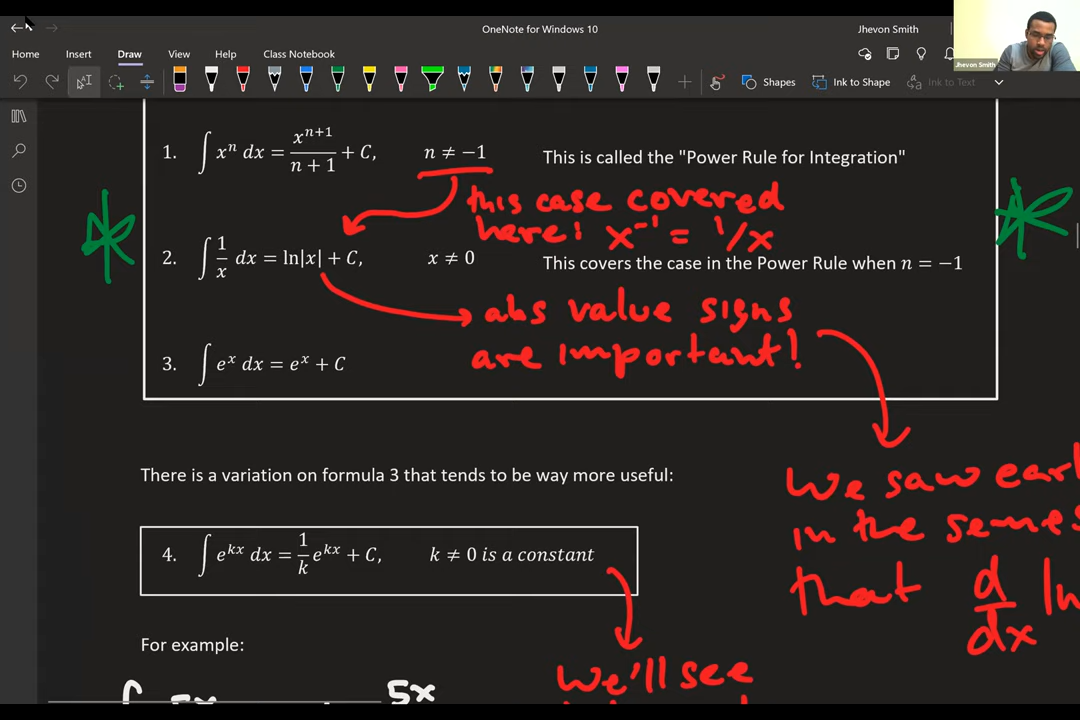 OneNote for Windows 10
Jhevon Smith
Home Insert Draw View Help Class Notebook
Jhevon Smith
Shapes Ink to Shape Ink to Text
1. ∫ xⁿ dx = xⁿ⁺¹/(n + 1) + C, n ≠ −1 This is called the "Power Rule for Integration"
this case covered
here: x⁻¹ = 1/x
2. ∫ 1/x dx = ln|x| + C, x ≠ 0 This covers the case in the Power Rule when n = −1
abs value signs
are important!
3. ∫ eˣ dx = eˣ + C
There is a variation on formula 3 that tends to be way more useful:
We saw earl
in the semes
that d/dx ln
4. ∫ eᵏˣ dx = 1/k eᵏˣ + C, k ≠ 0 is a constant
For example:
We'll see
5x